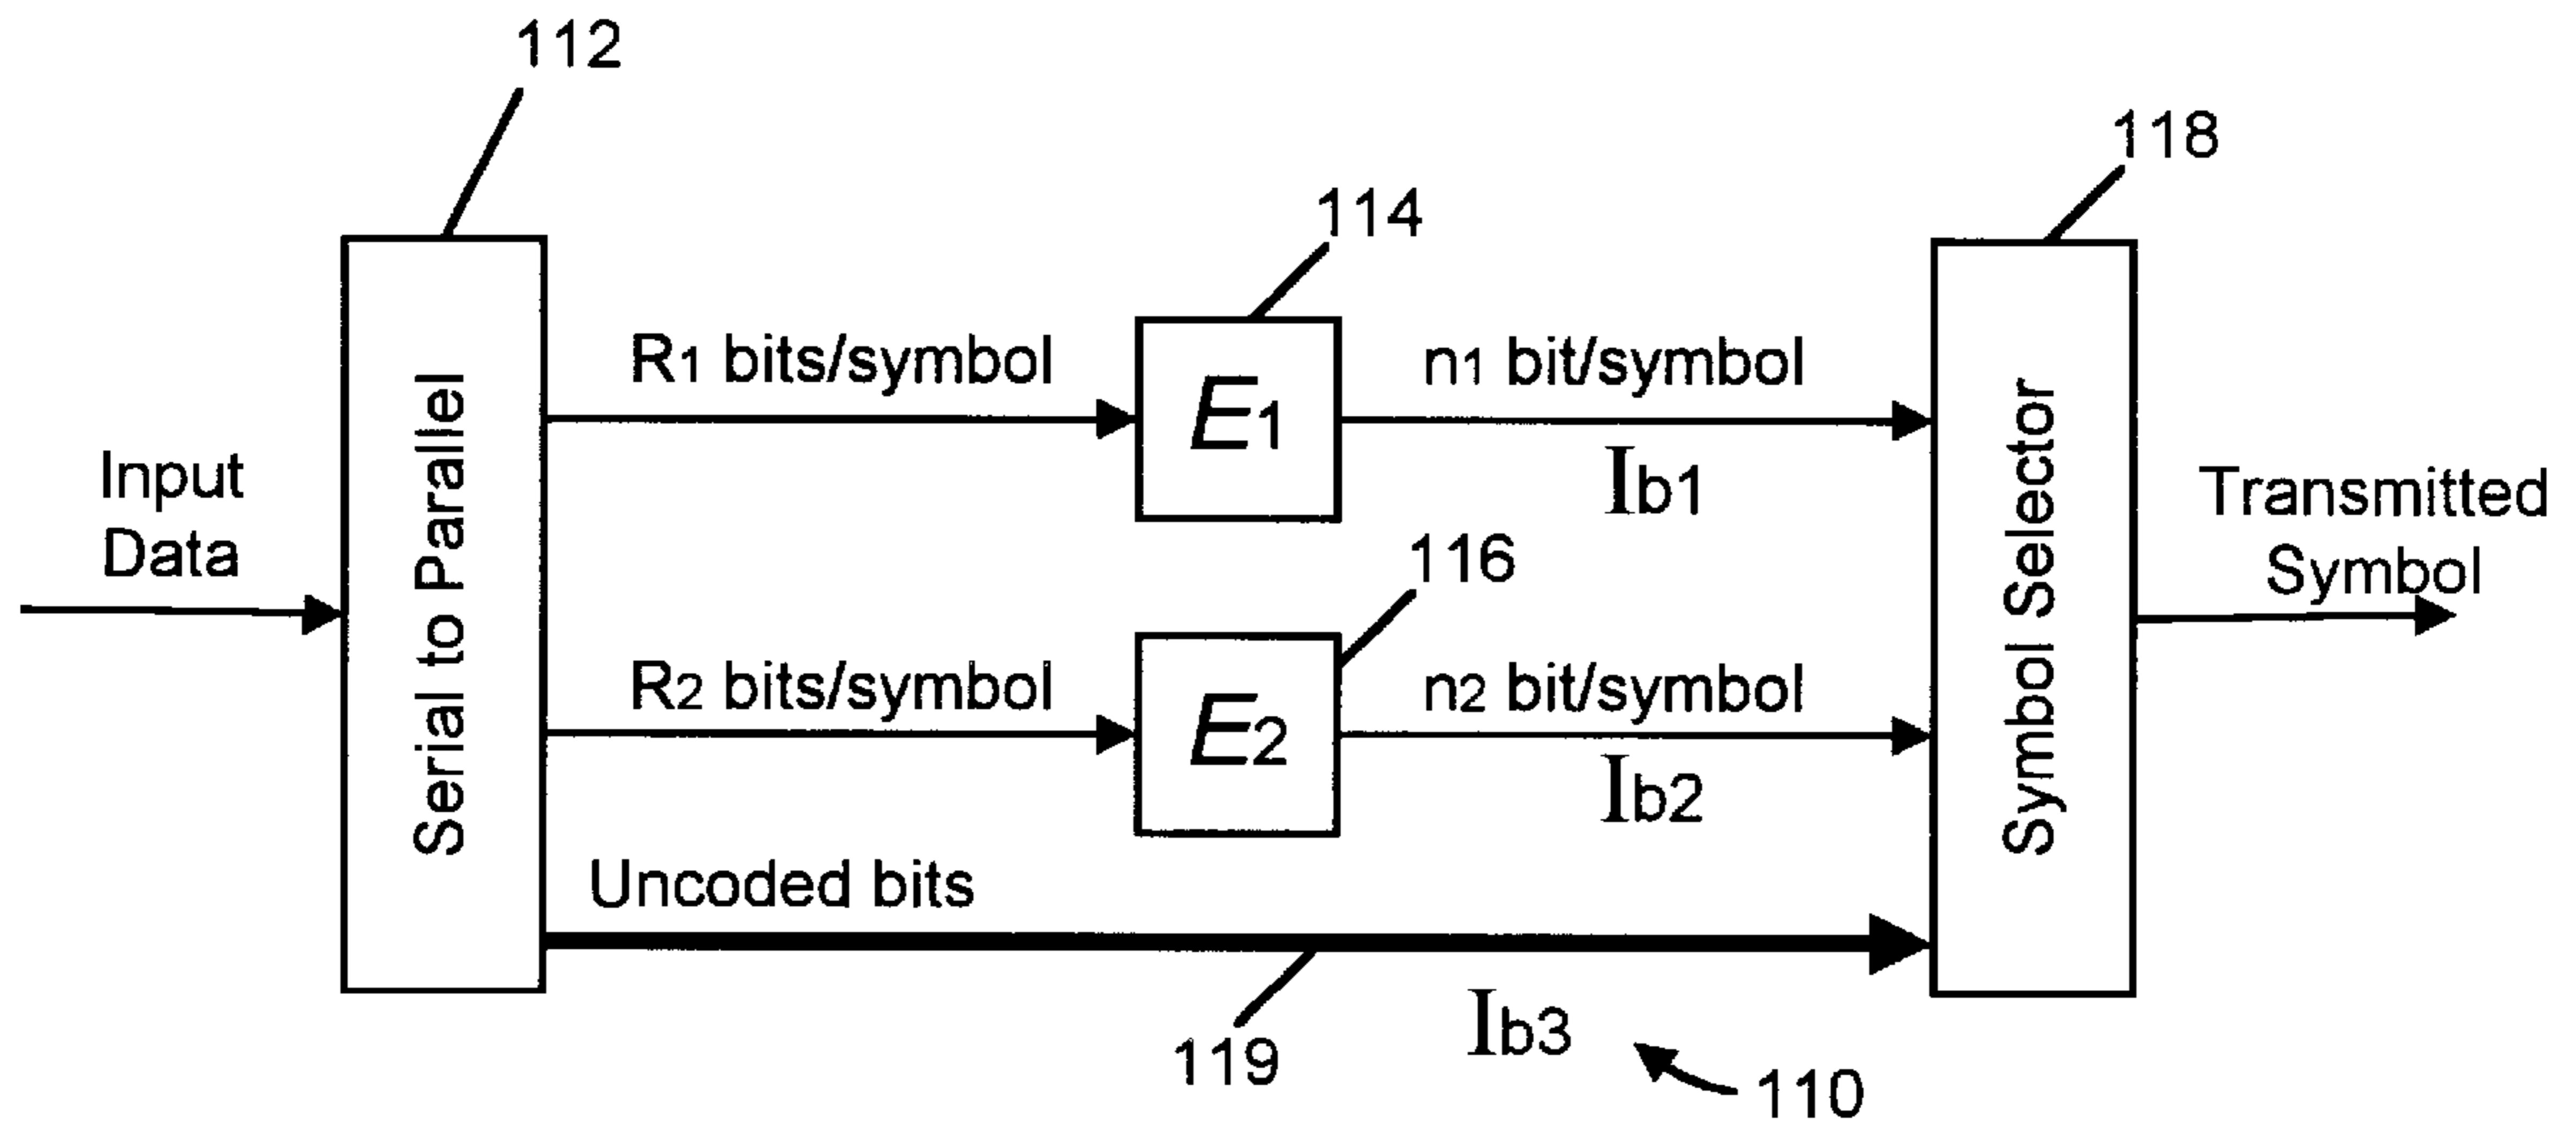 112
118
114
R1 bits/symbol
n1 bit/symbol
E1
Ib1
Input
Data
Serial to Parallel
Symbol Selector
Transmitted
Symbol
116
R2 bits/symbol
n2 bit/symbol
E2
Ib2
Uncoded bits
119
Ib3
110